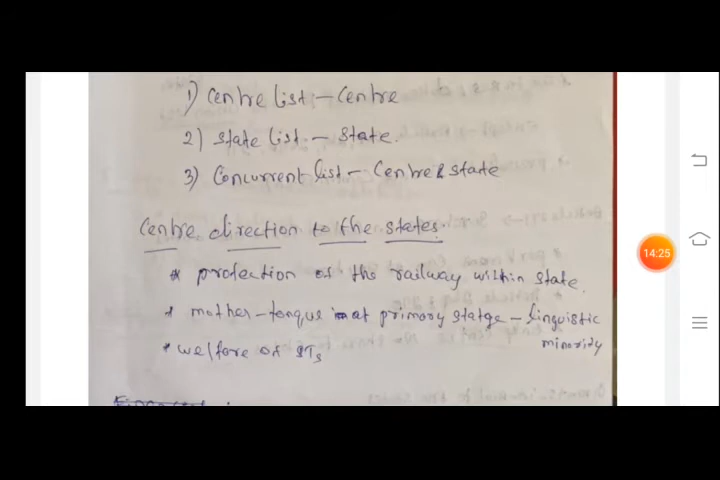 1) Centre list - Centre
2) State list - State.
3) Concurrent list - Centre & State
Centre direction to the states.
* protection of the railway within state.
* mother-tongue at primary statge - linguistic
minority
* welfare of STs
14:25